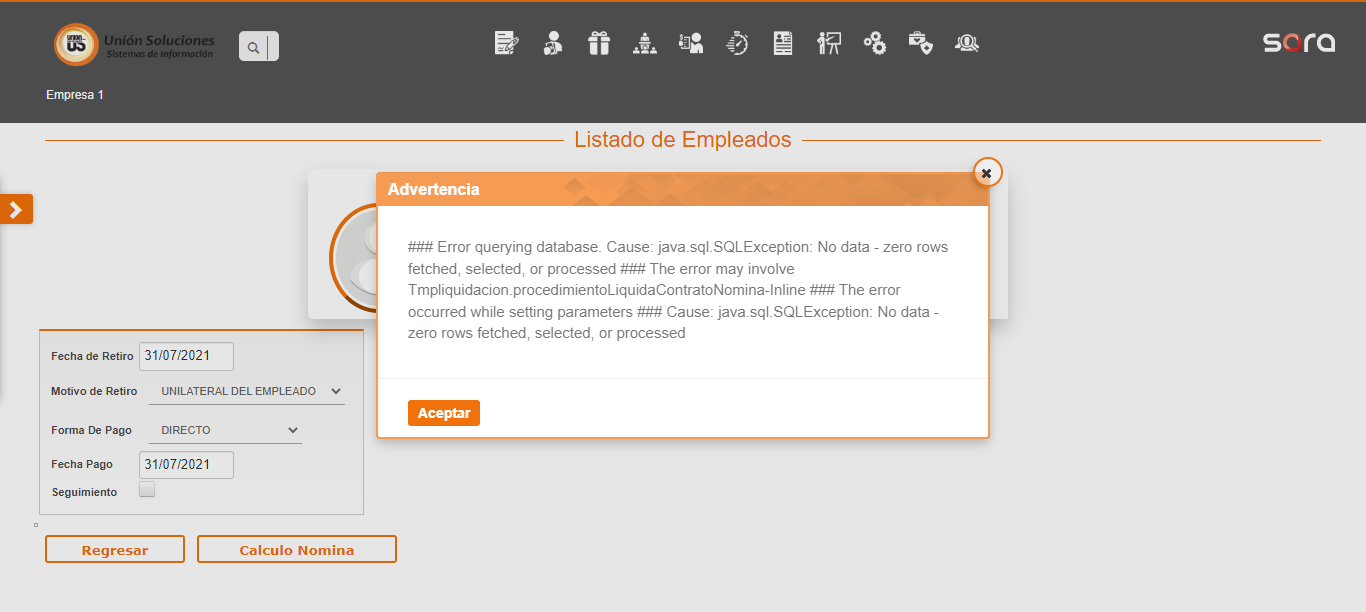 UNION
SOLUCIONES
US
Unión Soluciones
Sistemas de Información
sara
Empresa 1
Listado de Empleados
Advertencia
### Error querying database. Cause: java.sql.SQLException: No data - zero rows
fetched, selected, or processed ### The error may involve
Tmpliquidacion.procedimientoLiquidaContratoNomina-Inline ### The error
occurred while setting parameters ### Cause: java.sql.SQLException: No data -
zero rows fetched, selected, or processed
Aceptar
Fecha de Retiro 31/07/2021
Motivo de Retiro UNILATERAL DEL EMPLEADO
Forma De Pago DIRECTO
Fecha Pago 31/07/2021
Seguimiento
Regresar Calculo Nomina